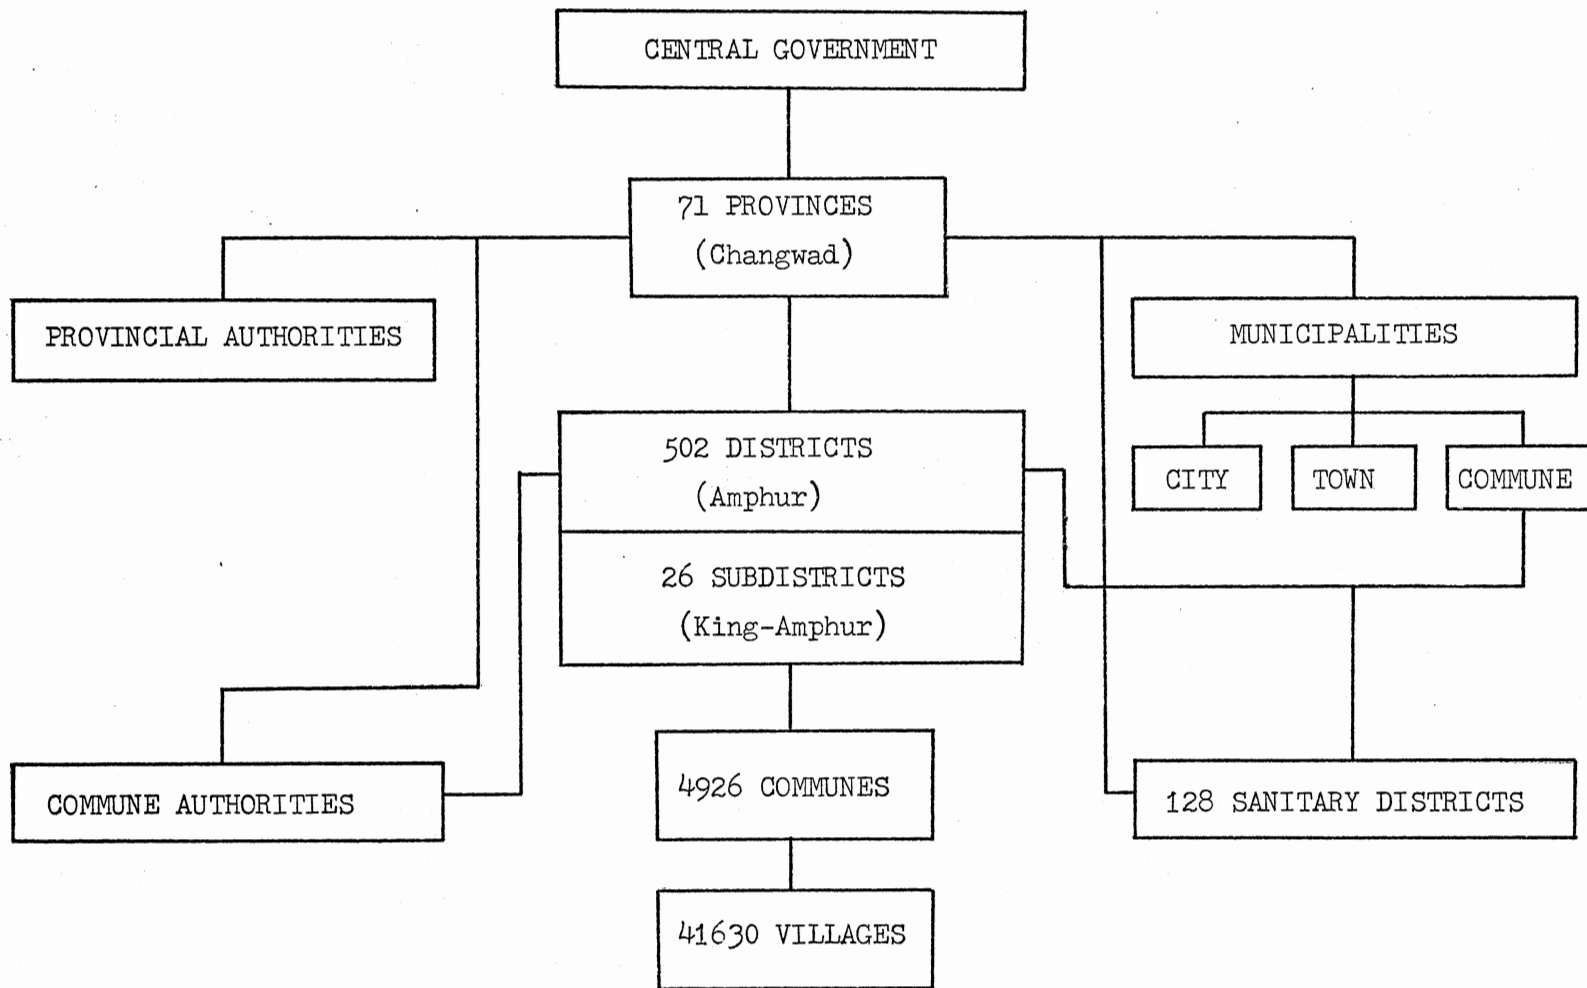 CENTRAL GOVERNMENT
71 PROVINCES
(Changwad)
PROVINCIAL AUTHORITIES
MUNICIPALITIES
502 DISTRICTS
(Amphur)
CITY
TOWN
COMMUNE
26 SUBDISTRICTS
(King-Amphur)
COMMUNE AUTHORITIES
4926 COMMUNES
128 SANITARY DISTRICTS
41630 VILLAGES